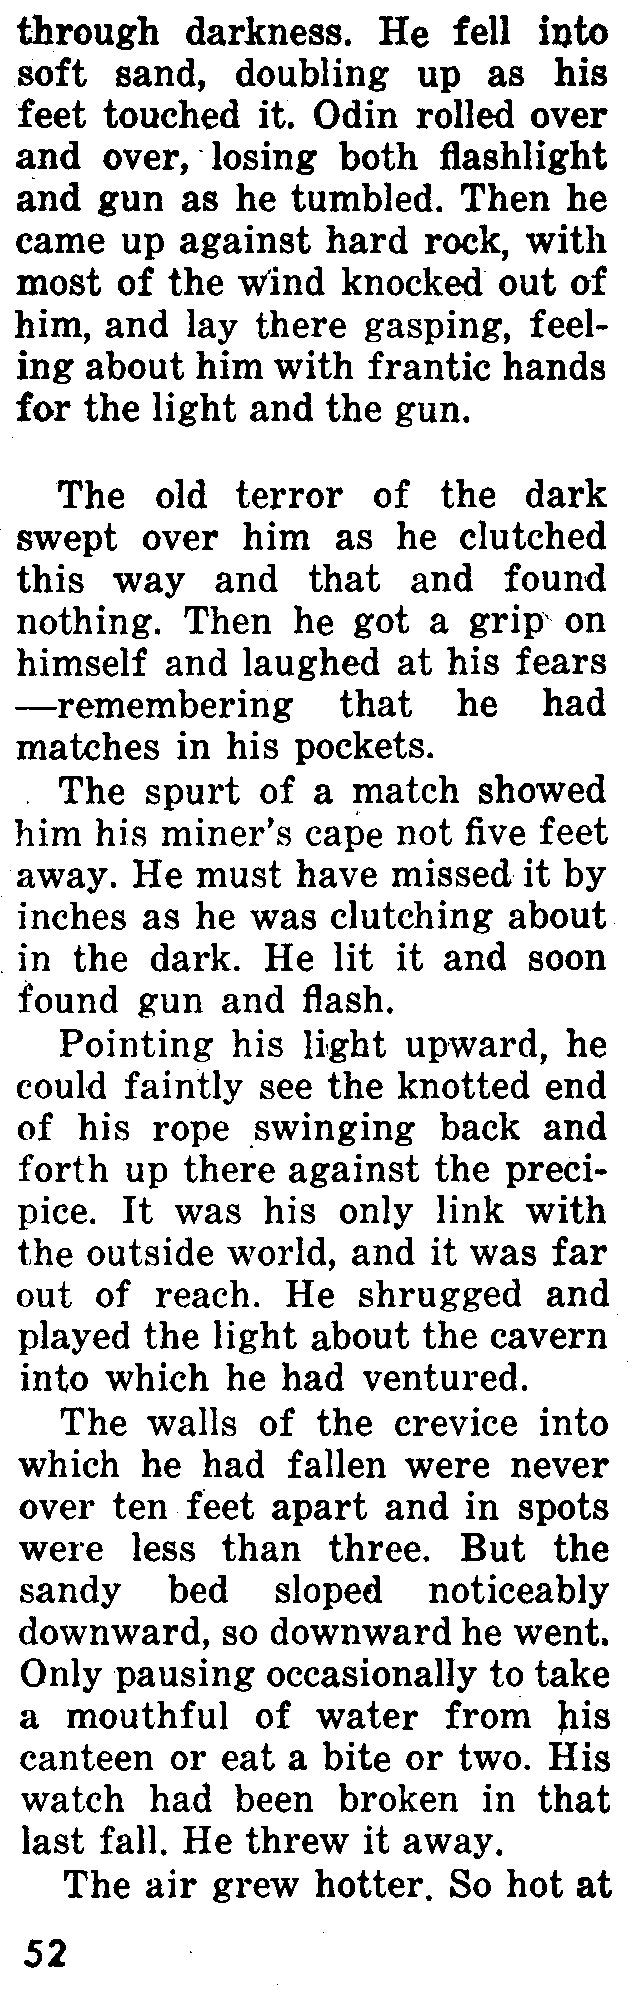 through darkness. He fell into
soft sand, doubling up as his
feet touched it. Odin rolled over
and over, losing both flashlight
and gun as he tumbled. Then he
came up against hard rock, with
most of the wind knocked out of
him, and lay there gasping, feel-
ing about him with frantic hands
for the light and the gun.

The old terror of the dark
swept over him as he clutched
this way and that and found
nothing. Then he got a grip on
himself and laughed at his fears
—remembering that he had
matches in his pockets.
The spurt of a match showed
him his miner's cape not five feet
away. He must have missed it by
inches as he was clutching about
in the dark. He lit it and soon
found gun and flash.
Pointing his light upward, he
could faintly see the knotted end
of his rope swinging back and
forth up there against the preci-
pice. It was his only link with
the outside world, and it was far
out of reach. He shrugged and
played the light about the cavern
into which he had ventured.
The walls of the crevice into
which he had fallen were never
over ten feet apart and in spots
were less than three. But the
sandy bed sloped noticeably
downward, so downward he went.
Only pausing occasionally to take
a mouthful of water from his
canteen or eat a bite or two. His
watch had been broken in that
last fall. He threw it away.
The air grew hotter. So hot at
52